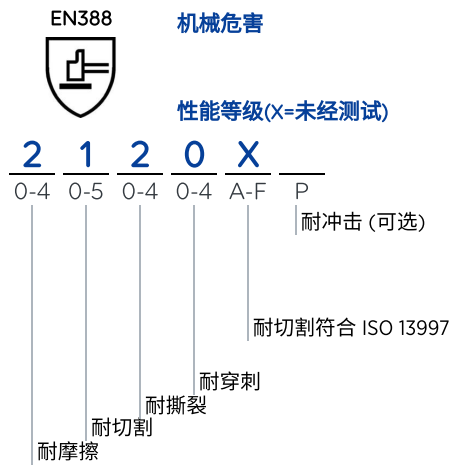 EN388
机械危害
性能等级(X=未经测试)
2 1 2 0 X
0-4 0-5 0-4 0-4 A-F P
耐冲击 (可选)
耐切割符合 ISO 13997
耐穿刺
耐撕裂
耐切割
耐摩擦